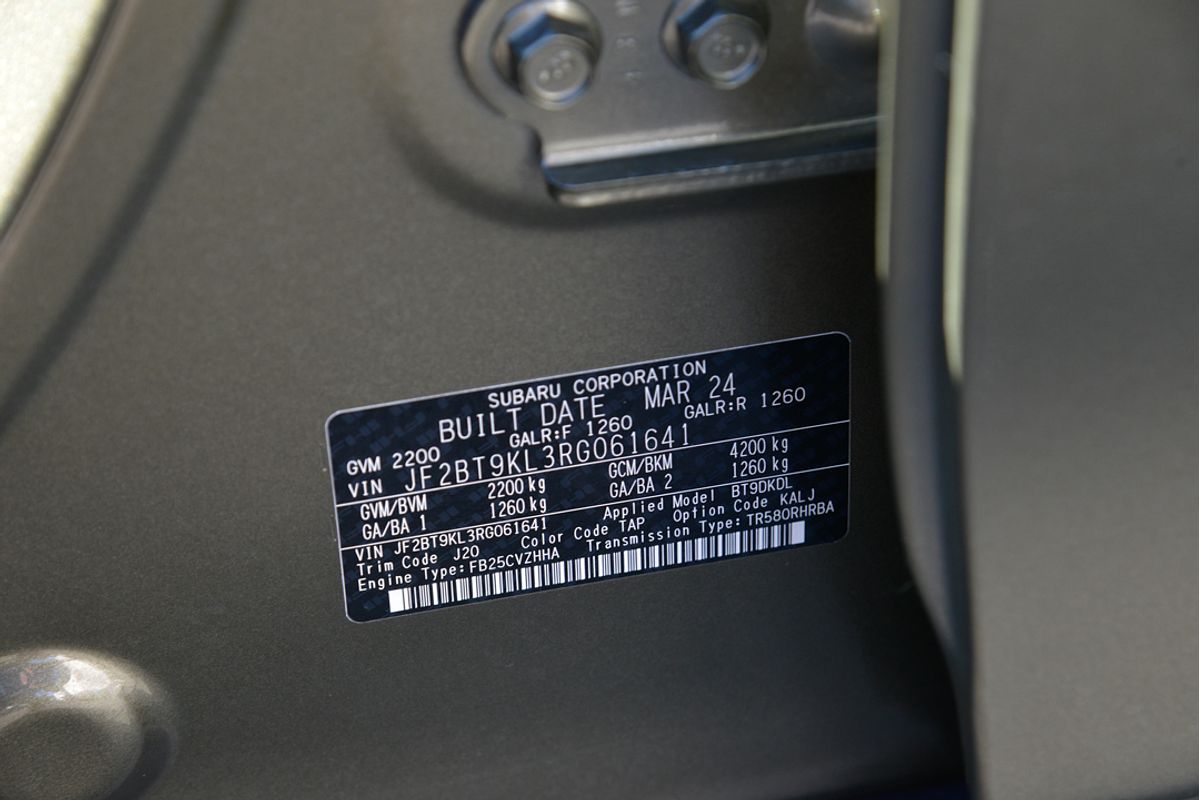 SUBARU CORPORATION
BUILT DATE MAR 24
GVM 2200 GALR:F 1260 GALR:R 1260
VIN JF2BT9KL3RG061641
GVM/BVM 2200 kg GCM/BKM 4200 kg
GA/BA 1 1260 kg GA/BA 2 1260 kg
VIN JF2BT9KL3RG061641 Applied Model BT9DKDL
Trim Code J20 Color Code TAP Option Code KALJ
Engine Type:FB25CVZHHA Transmission Type:TR580RHRBA